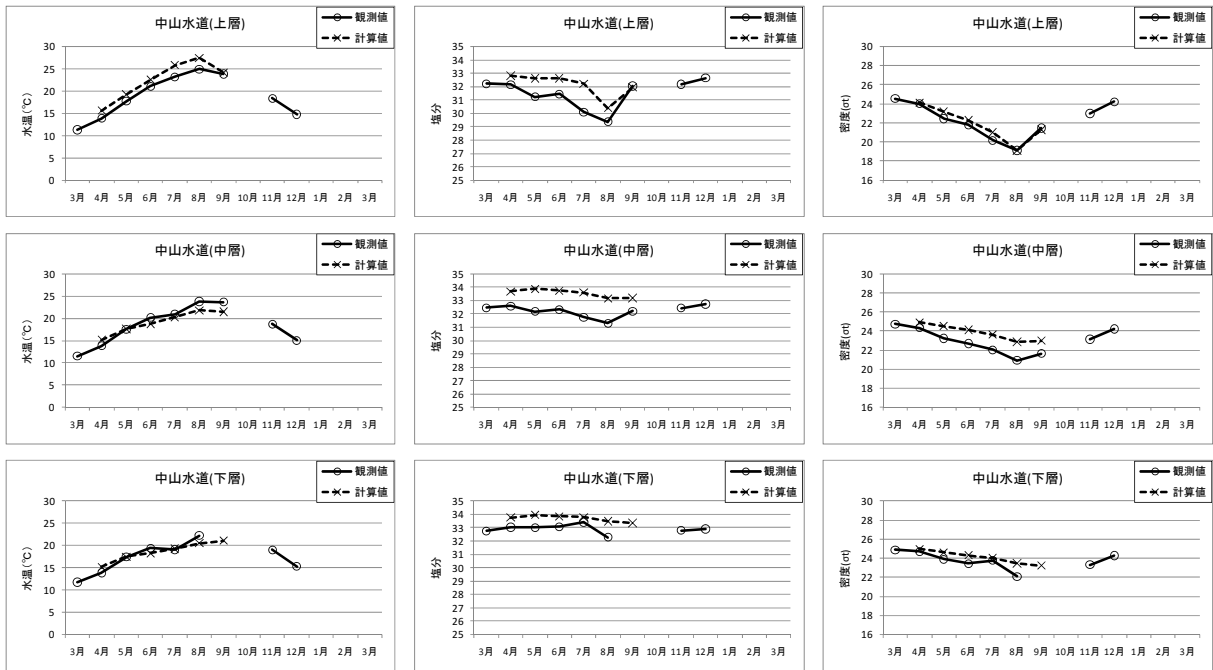 中山水道(上層)
観測値
計算値
水温(℃)
30
25
20
15
10
5
0
3月 4月 5月 6月 7月 8月 9月 10月 11月 12月 1月 2月 3月
中山水道(上層)
観測値
計算値
塩分
35
34
33
32
31
30
29
28
27
26
25
3月 4月 5月 6月 7月 8月 9月 10月 11月 12月 1月 2月 3月
中山水道(上層)
観測値
計算値
密度(σt)
30
28
26
24
22
20
18
16
3月 4月 5月 6月 7月 8月 9月 10月 11月 12月 1月 2月 3月
中山水道(中層)
観測値
計算値
水温(℃)
30
25
20
15
10
5
0
3月 4月 5月 6月 7月 8月 9月 10月 11月 12月 1月 2月 3月
中山水道(中層)
観測値
計算値
塩分
35
34
33
32
31
30
29
28
27
26
25
3月 4月 5月 6月 7月 8月 9月 10月 11月 12月 1月 2月 3月
中山水道(中層)
観測値
計算値
密度(σt)
30
28
26
24
22
20
18
16
3月 4月 5月 6月 7月 8月 9月 10月 11月 12月 1月 2月 3月
中山水道(下層)
観測値
計算値
水温(℃)
30
25
20
15
10
5
0
3月 4月 5月 6月 7月 8月 9月 10月 11月 12月 1月 2月 3月
中山水道(下層)
観測値
計算値
塩分
35
34
33
32
31
30
29
28
27
26
25
3月 4月 5月 6月 7月 8月 9月 10月 11月 12月 1月 2月 3月
中山水道(下層)
観測値
計算値
密度(σt)
30
28
26
24
22
20
18
16
3月 4月 5月 6月 7月 8月 9月 10月 11月 12月 1月 2月 3月